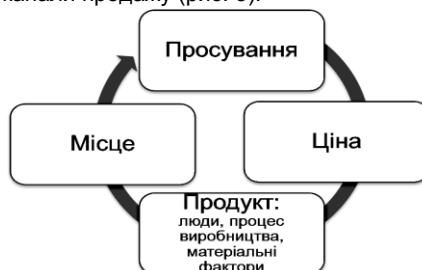 Просування
Місце
Ціна
Продукт:
люди, процес
виробництва,
матеріальні
фактори